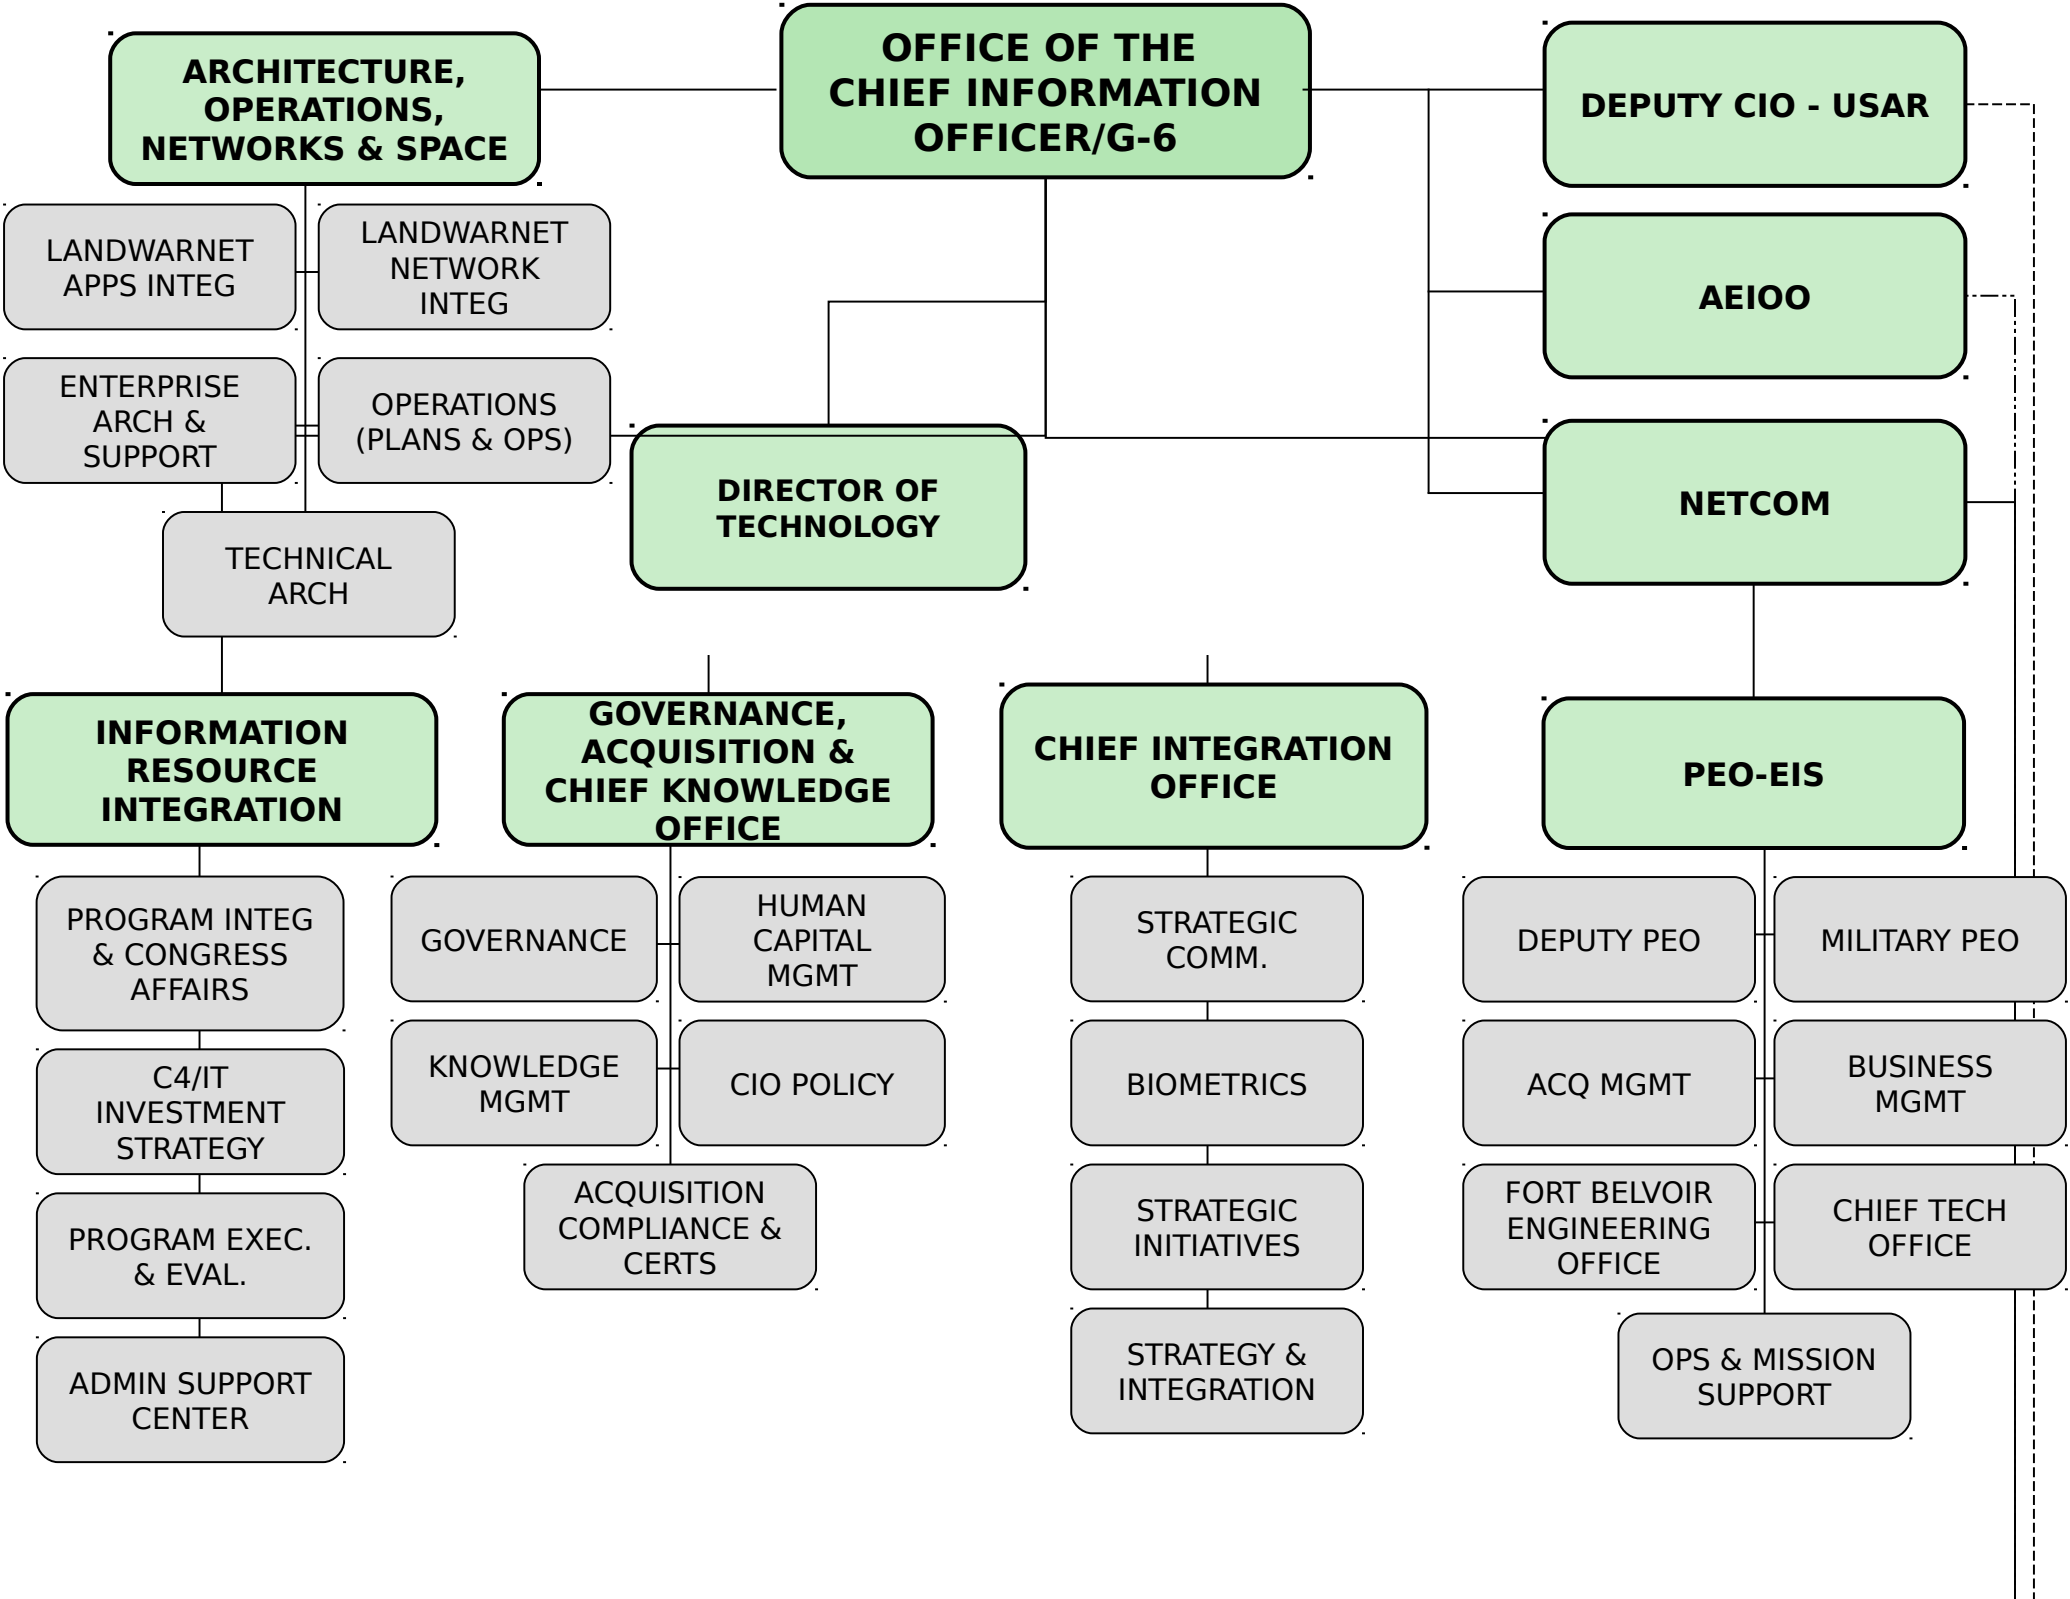 OFFICE OF THE
CHIEF INFORMATION
OFFICER/G-6
ARCHITECTURE,
OPERATIONS,
NETWORKS & SPACE
DEPUTY CIO - USAR
LANDWARNET
APPS INTEG
LANDWARNET
NETWORK
INTEG
AEIOO
ENTERPRISE
ARCH &
SUPPORT
OPERATIONS
(PLANS & OPS)
DIRECTOR OF
TECHNOLOGY
NETCOM
TECHNICAL
ARCH
INFORMATION
RESOURCE
INTEGRATION
GOVERNANCE,
ACQUISITION &
CHIEF KNOWLEDGE
OFFICE
CHIEF INTEGRATION
OFFICE
PEO-EIS
PROGRAM INTEG
& CONGRESS
AFFAIRS
GOVERNANCE
HUMAN
CAPITAL
MGMT
STRATEGIC
COMM.
DEPUTY PEO
MILITARY PEO
C4/IT
INVESTMENT
STRATEGY
KNOWLEDGE
MGMT
CIO POLICY
BIOMETRICS
ACQ MGMT
BUSINESS
MGMT
PROGRAM EXEC.
& EVAL.
ACQUISITION
COMPLIANCE &
CERTS
STRATEGIC
INITIATIVES
FORT BELVOIR
ENGINEERING
OFFICE
CHIEF TECH
OFFICE
ADMIN SUPPORT
CENTER
STRATEGY &
INTEGRATION
OPS & MISSION
SUPPORT